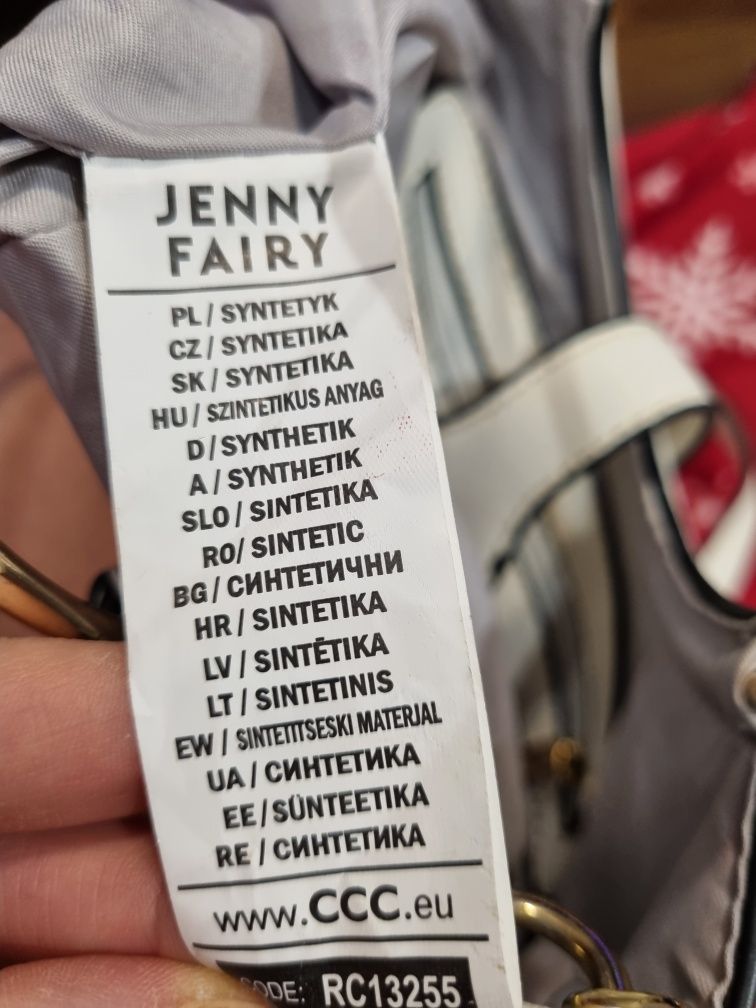 JENNY
FAIRY
PL / SYNTETYK
CZ / SYNTETIKA
SK / SYNTETIKA
HU / SZINTETIKUS ANYAG
D / SYNTHETIK
A / SYNTHETIK
SLO / SINTETIKA
RO / SINTETIC
BG / СИНТЕТИЧНИ
HR / SINTETIKA
LV / SINTĒTIKA
LT / SINTETINIS
EW / SINTETITSESKI MATERJAL
UA / СИНТЕТИКА
EE / SÜNTEETIKA
RE / СИНТЕТИКА
www.CCC.eu
CODE: RC13255